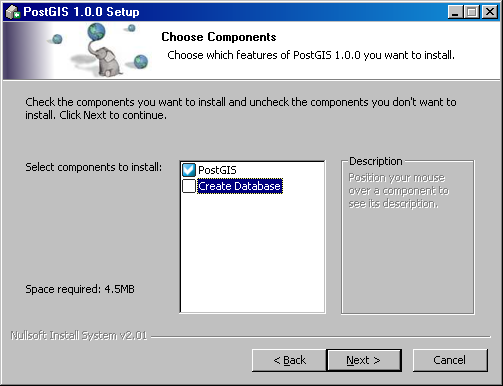 PostGIS 1.0.0 Setup
Choose Components
Choose which features of PostGIS 1.0.0 you want to install.
Check the components you want to install and uncheck the components you don't want to
install. Click Next to continue.
Select components to install:
PostGIS
Create Database
Description
Position your mouse
over a component to
see its description.
Space required: 4.5MB
Nullsoft Install System v2.01
< Back
Next >
Cancel